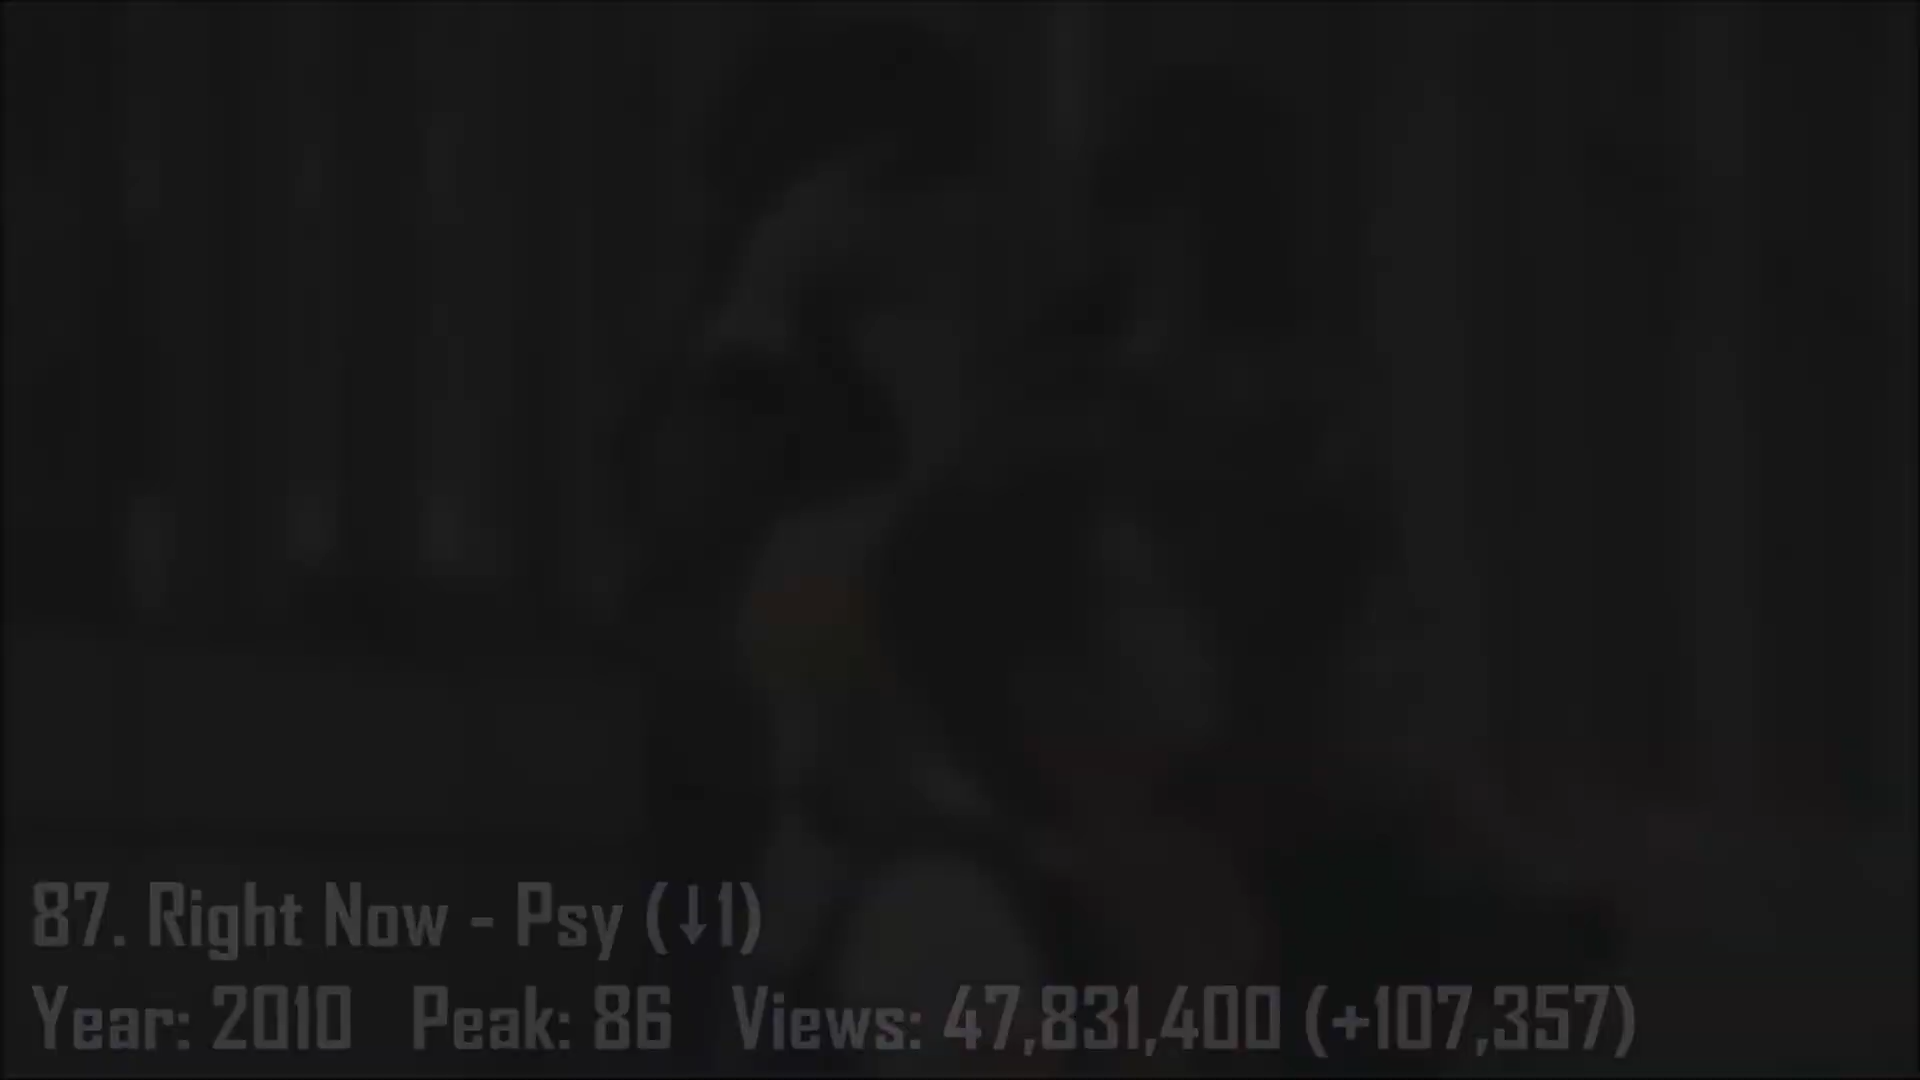 87. Right Now - Psy (↓1)
Year: 2010 Peak: 86 Views: 47,831,400 (+107,357)